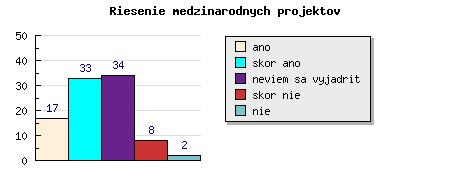 Riesenie medzinarodnych projektov
50
40
30
20
10
0
17
33
34
8
2
ano
skor ano
neviem sa vyjadrit
skor nie
nie